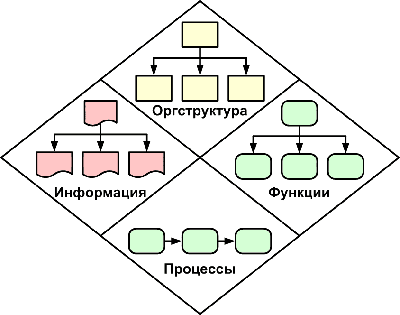 Оргструктура
Информация
Функции
Процессы